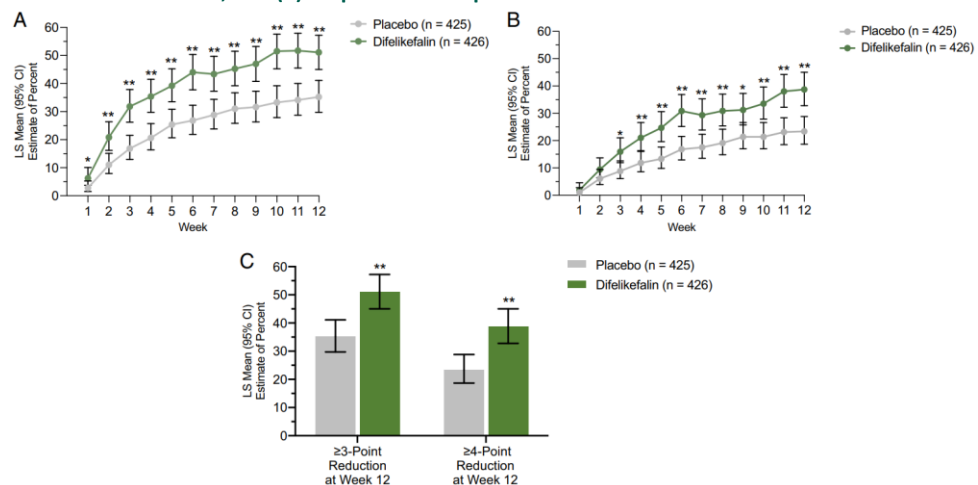 A
Placebo (n = 425)
Difelikefalin (n = 426)
LS Mean (95% CI)
Estimate of Percent
60
50
40
30
20
10
0
* ** ** ** ** ** ** ** ** ** ** **
1 2 3 4 5 6 7 8 9 10 11 12
Week
B
Placebo (n = 425)
Difelikefalin (n = 426)
LS Mean (95% CI)
Estimate of Percent
60
50
40
30
20
10
0
* ** ** ** ** ** * ** ** **
1 2 3 4 5 6 7 8 9 10 11 12
Week
C
Placebo (n = 425)
Difelikefalin (n = 426)
LS Mean (95% CI)
Estimate of Percent
60
50
40
30
20
10
0
** **
≥3-Point
Reduction
at Week 12
≥4-Point
Reduction
at Week 12